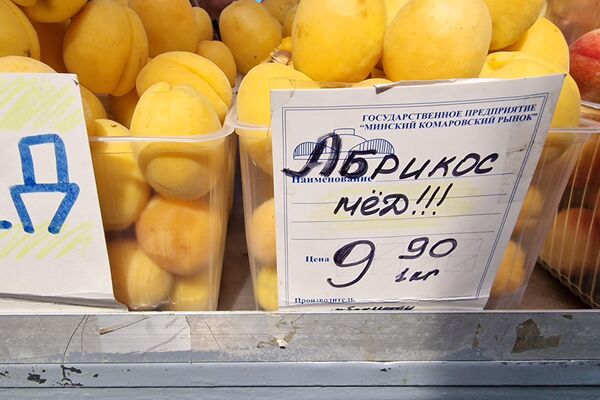 Д
ГОСУДАРСТВЕННОЕ ПРЕДПРИЯТИЕ
"МИНСКИЙ КОМАРОВСКИЙ РЫНОК"
Абрикос
Наименование
мёд!!!
Цена 9 90
1кг
Производитель